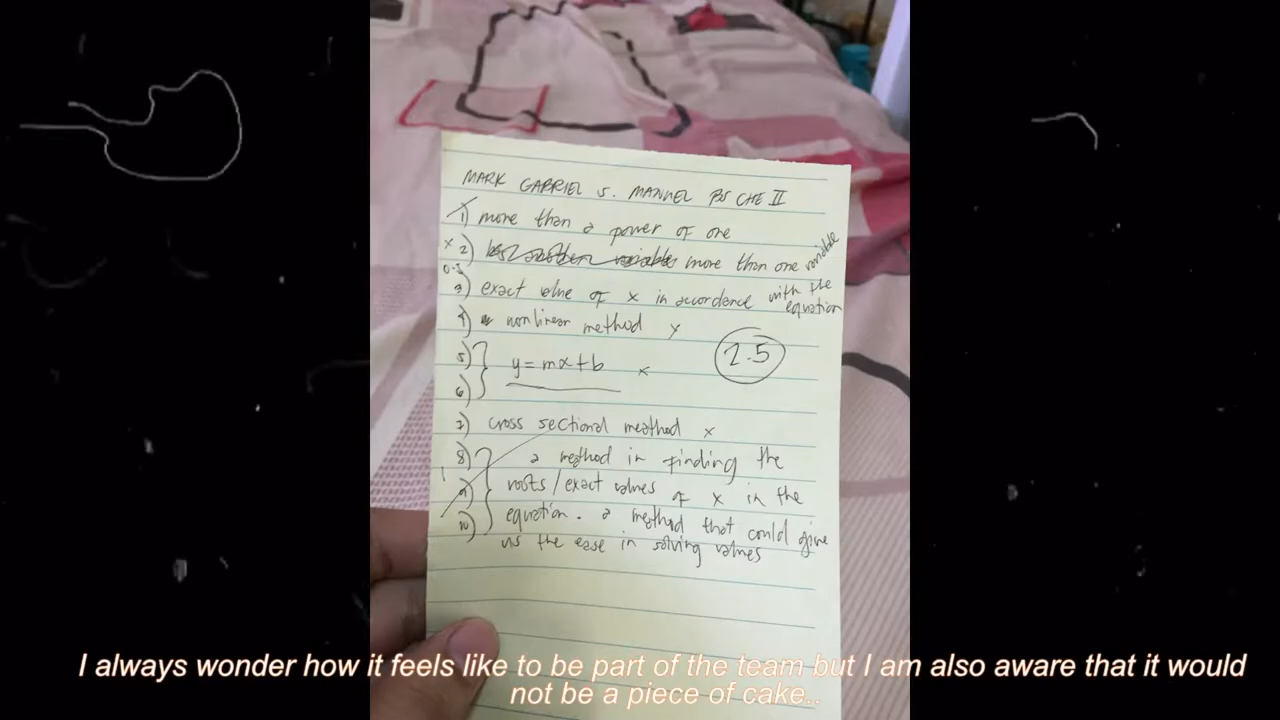 MARK GABRIEL S. MANUEL BS CHE II
1) more than a power of one
x 2) more than one variable
0.5
3) exact value of x in accordance with the equation
4) nonlinear method x
2.5
5)
y = mx + b x
6)
7) cross sectional meathod x
8) a method in finding the
1
9) roots/exact values of x in the
10) equation. a method that could give
us the ease in solving values
I always wonder how it feels like to be part of the team but I am also aware that it would
not be a piece of cake..